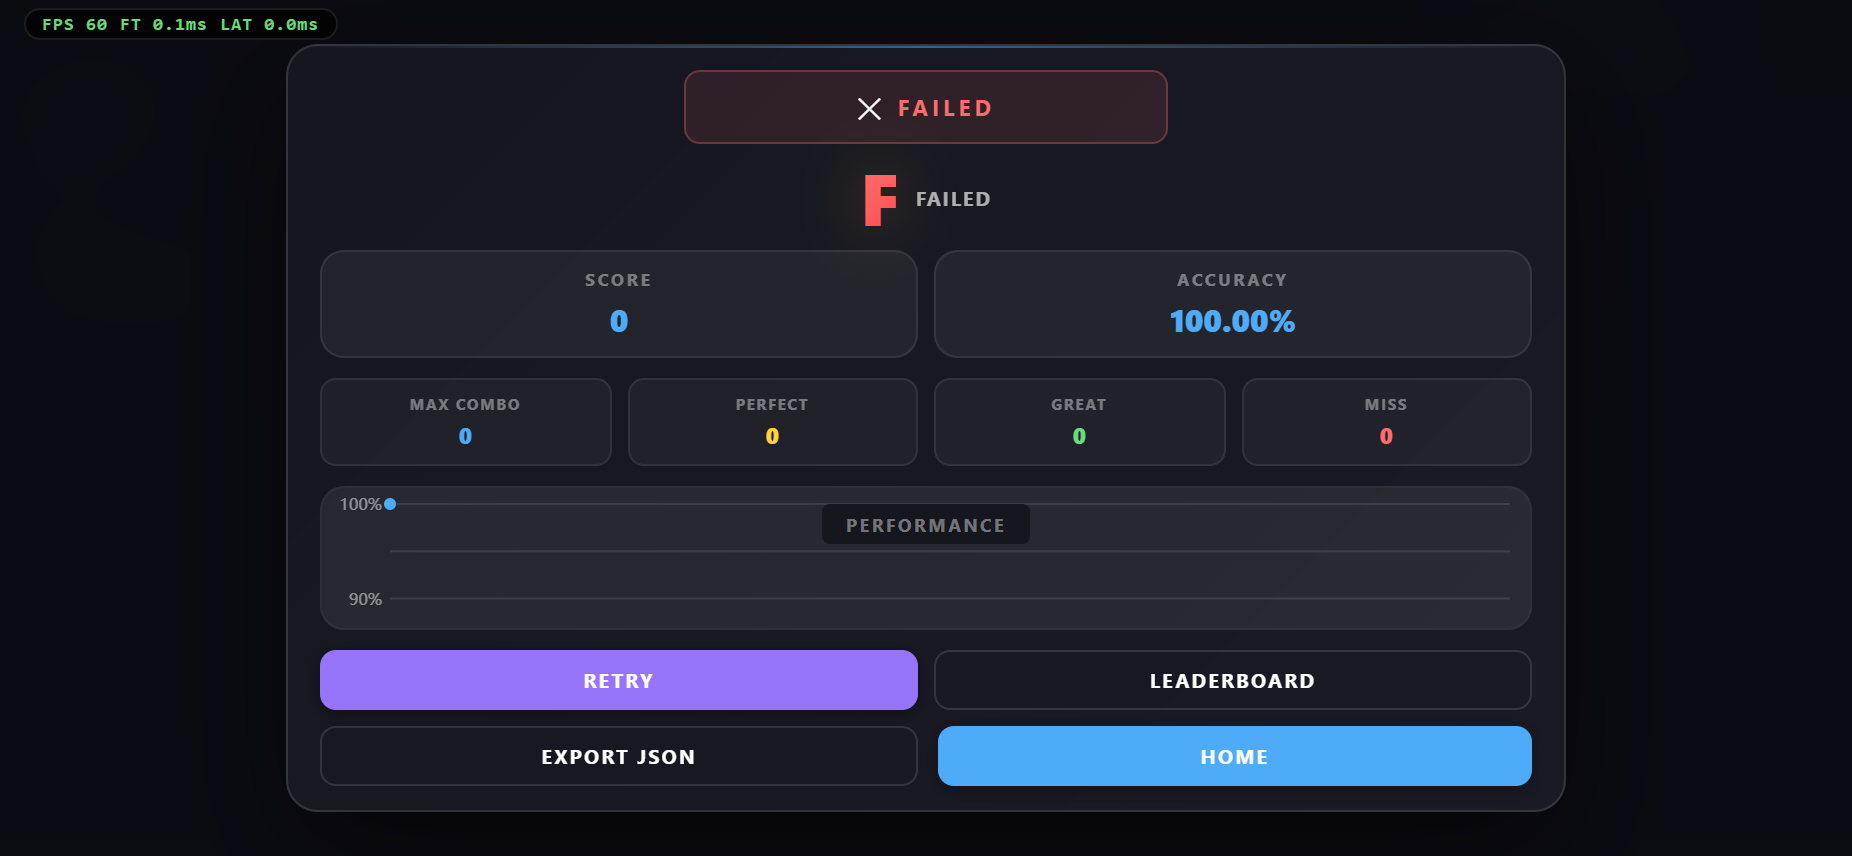 FPS 60 FT 0.1ms LAT 0.0ms
FAILED
F FAILED
SCORE
0
ACCURACY
100.00%
MAX COMBO
0
PERFECT
0
GREAT
0
MISS
0
100%
PERFORMANCE
90%
RETRY
LEADERBOARD
EXPORT JSON
HOME